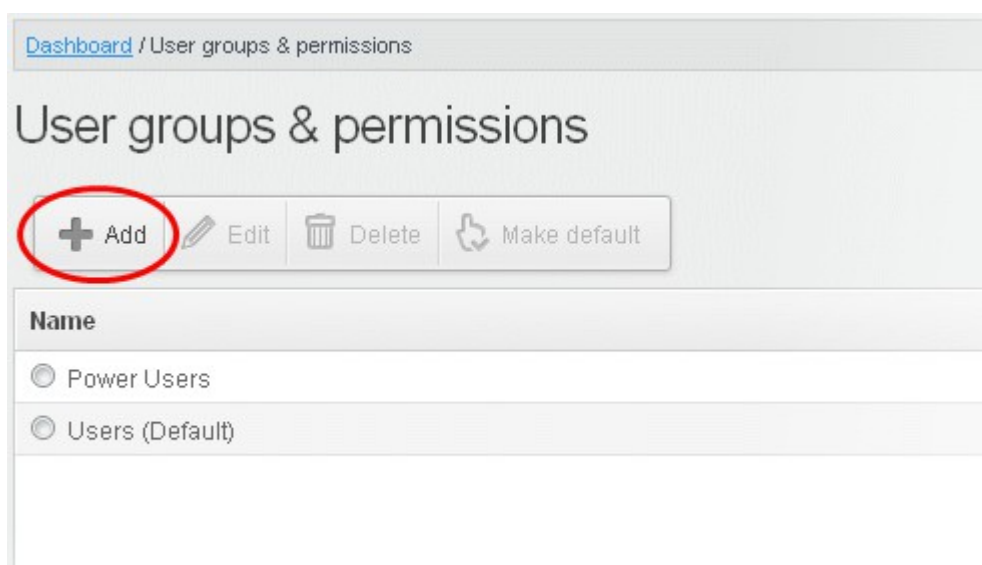 Dashboard / User groups & permissions
User groups & permissions
Add Edit Delete Make default
Name
Power Users
Users (Default)